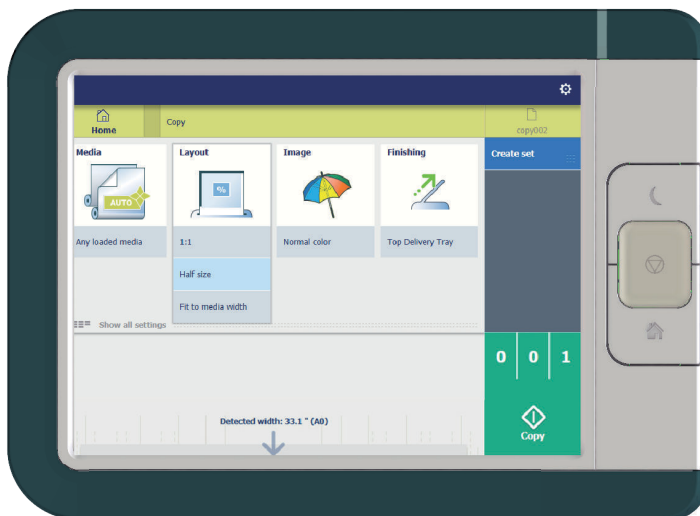 Home
Copy
copy002
Media
Layout
Image
Finishing
Create set
%
AUTO
Any loaded media
1:1
Normal color
Top Delivery Tray
Half size
Fit to media width
Show all settings
0 0 1
Detected width: 33.1 " (A0)
Copy